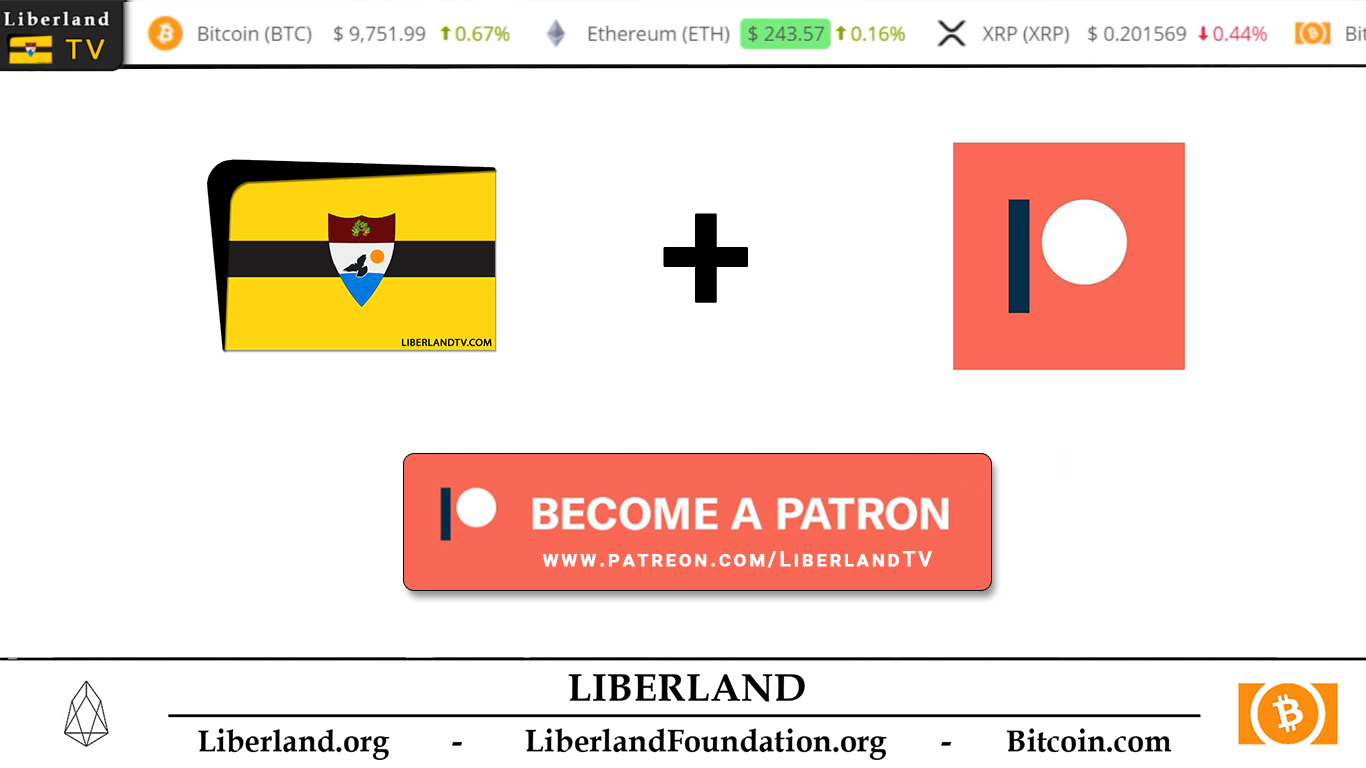 Liberland
TV
Bitcoin (BTC) $ 9,751.99 0.67% Ethereum (ETH) $ 243.57 0.16% XRP (XRP) $ 0.201569 0.44% Bit
LIBERLANDTV.COM
BECOME A PATRON
www.patreon.com/LiberlandTV
LIBERLAND
Liberland.org - LiberlandFoundation.org - Bitcoin.com